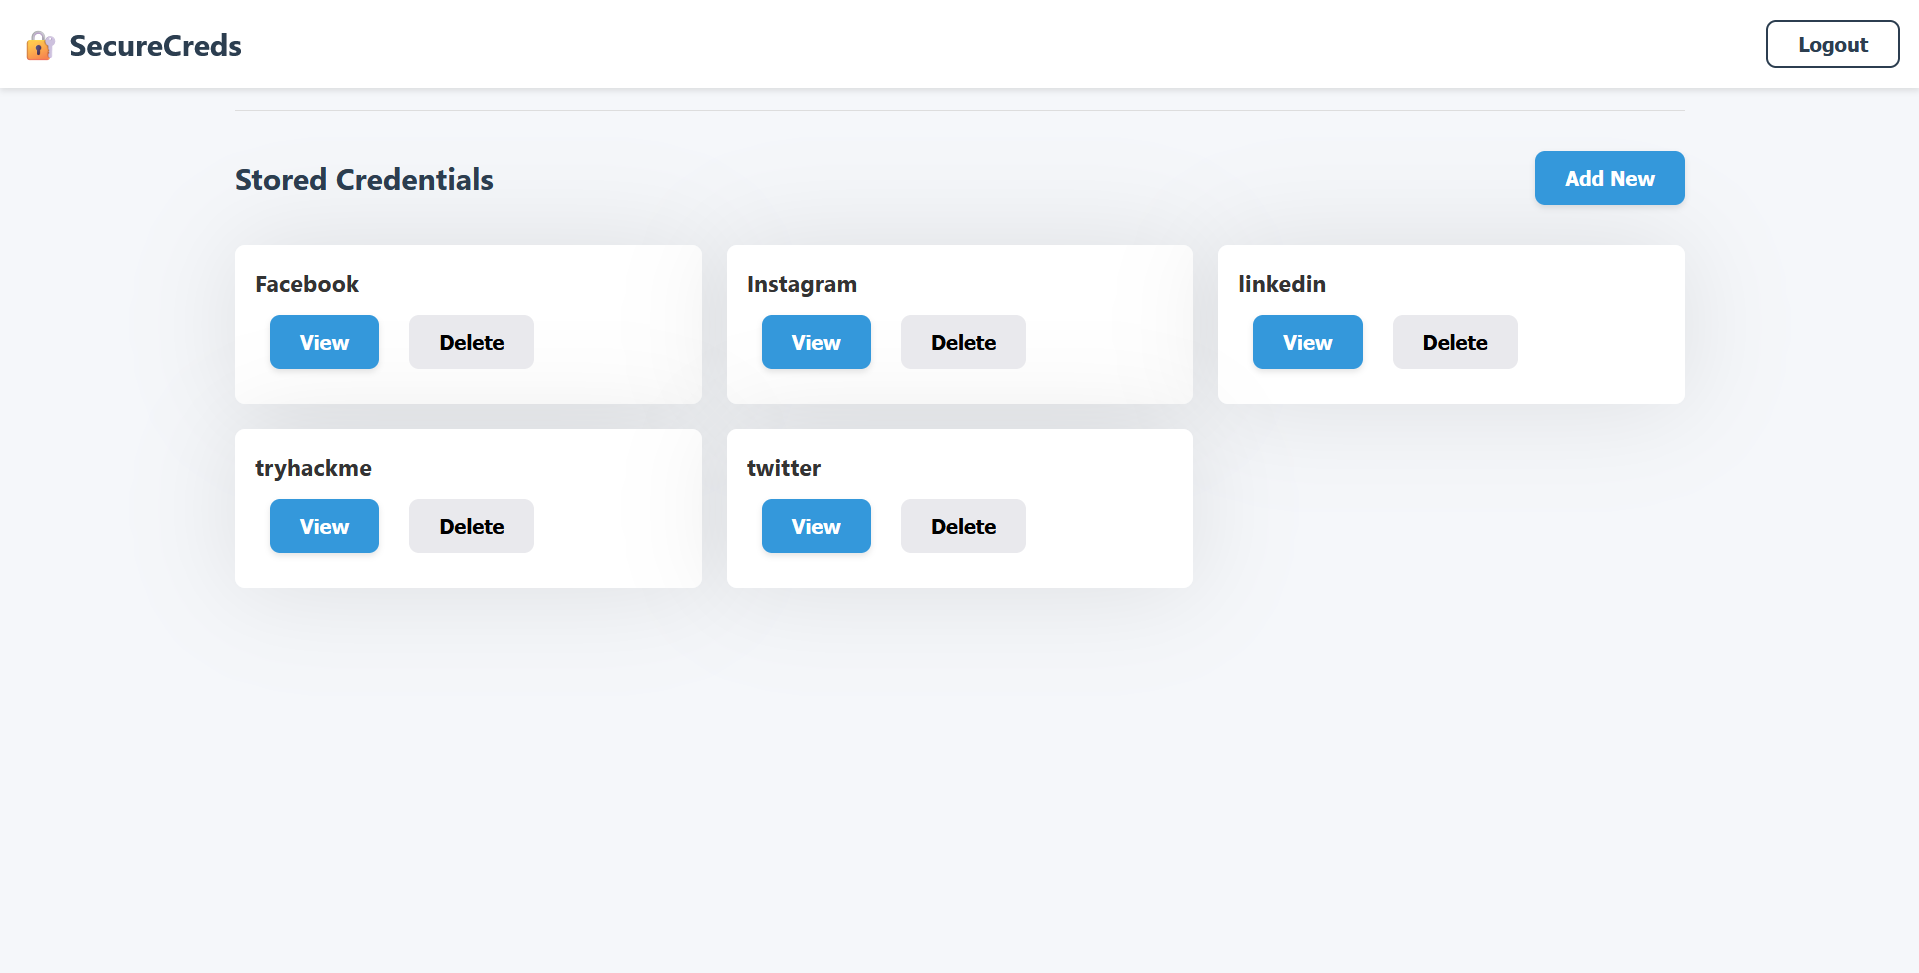 SecureCreds
Logout
Stored Credentials
Add New
Facebook
View
Delete
Instagram
View
Delete
linkedin
View
Delete
tryhackme
View
Delete
twitter
View
Delete